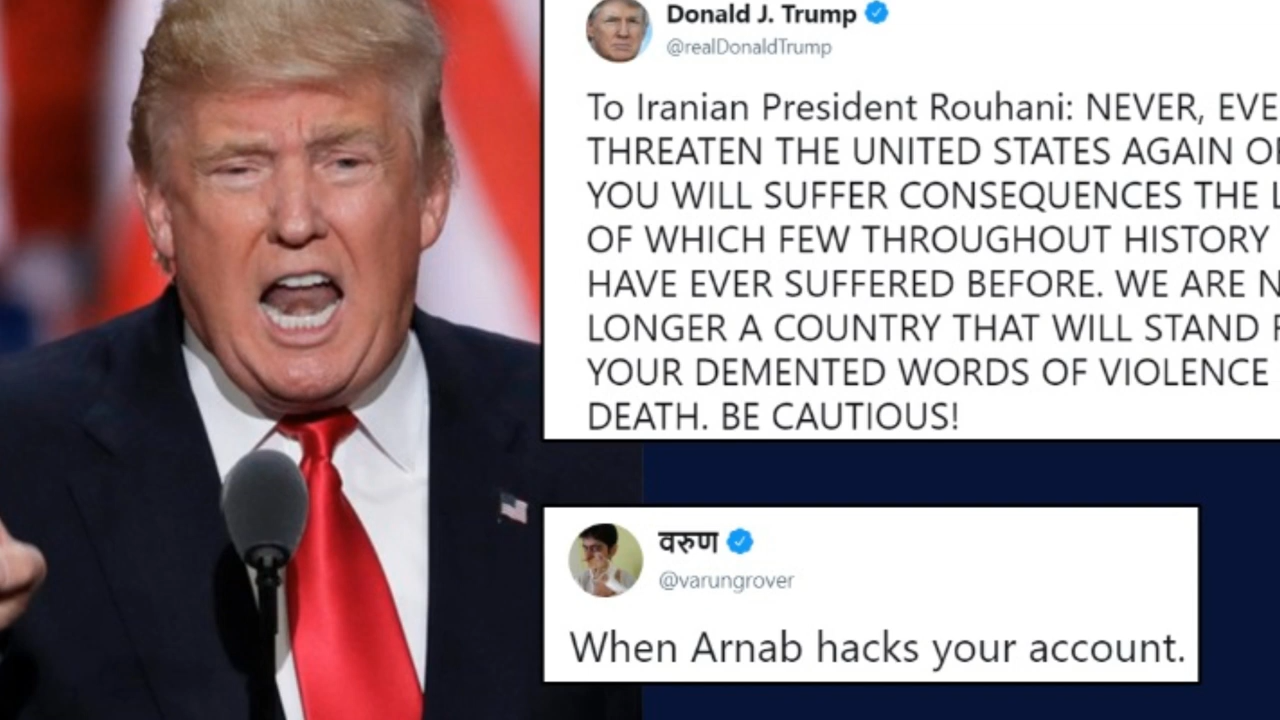 Donald J. Trump
@realDonaldTrump
To Iranian President Rouhani: NEVER, EVE
THREATEN THE UNITED STATES AGAIN O
YOU WILL SUFFER CONSEQUENCES THE L
OF WHICH FEW THROUGHOUT HISTORY
HAVE EVER SUFFERED BEFORE. WE ARE N
LONGER A COUNTRY THAT WILL STAND F
YOUR DEMENTED WORDS OF VIOLENCE
DEATH. BE CAUTIOUS!
वरुण
@varungrover
When Arnab hacks your account.